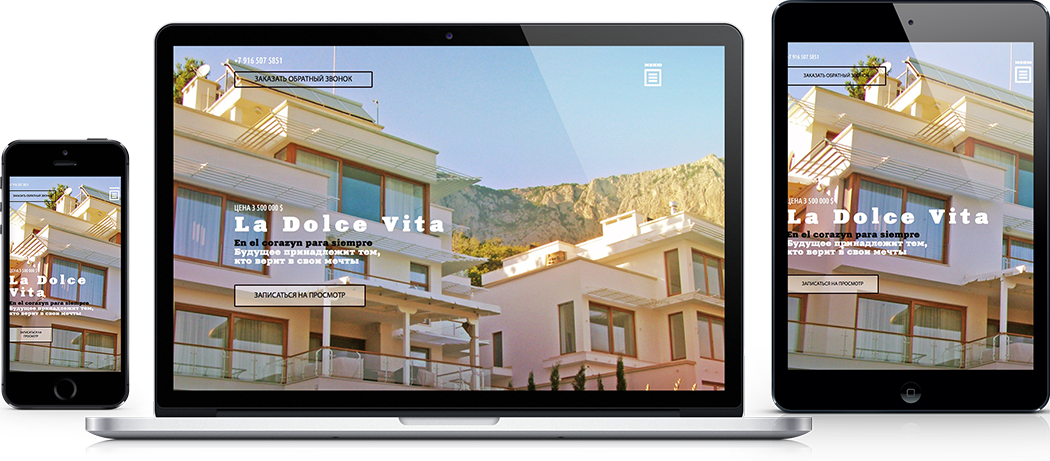 +7 916 507 5851
ЗАКАЗАТЬ ОБРАТНЫЙ ЗВОНОК
ЦЕНА 3 500 000 $
La Dolce Vita
En el corazyn para siempre
Будущее принадлежит тем,
кто верит в свои мечты
ЗАПИСАТЬСЯ НА ПРОСМОТР
+7 916 507 5851
ЗАКАЗАТЬ ОБРАТНЫЙ ЗВОНОК
ЦЕНА 3 500 000 $
La Dolce Vita
En el corazyn para siempre
Будущее принадлежит тем,
кто верит в свои мечты
ЗАПИСАТЬСЯ НА ПРОСМОТР
ЗАКАЗАТЬ ОБРАТНЫЙ ЗВОНОК
ЦЕНА 3 500 000 $
La Dolce
Vita
En el corazyn para siempre
Будущее принадлежит тем,
кто верит в свои мечты
ЗАПИСАТЬСЯ НА
ПРОСМОТР